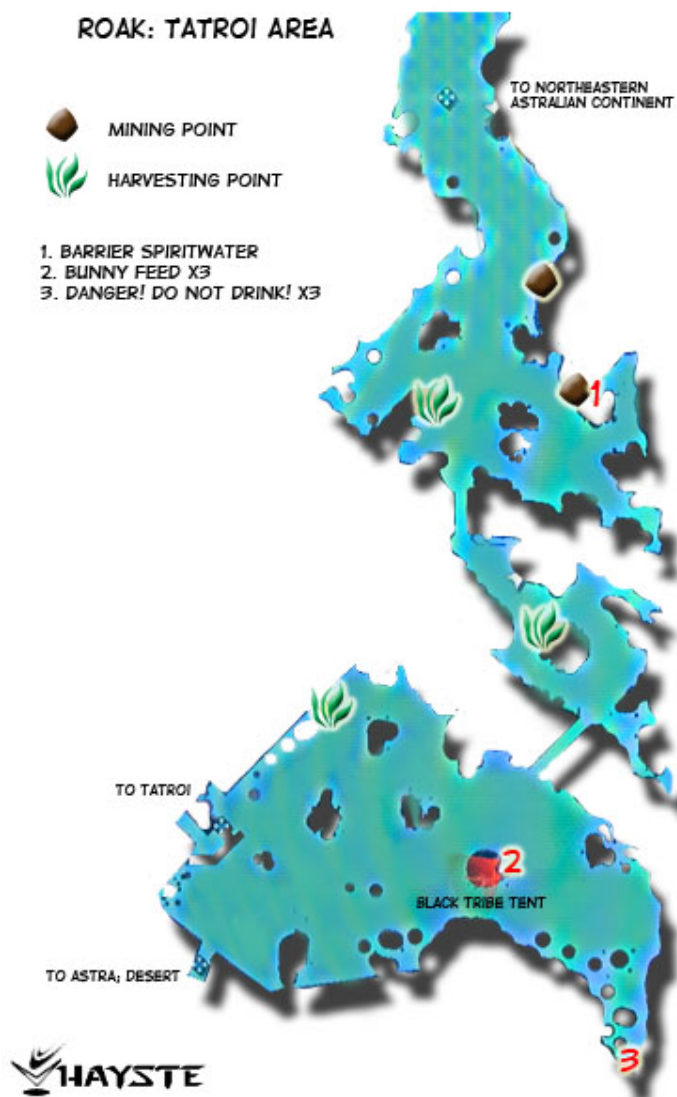 ROAK: TATROI AREA
TO NORTHEASTERN
ASTRALIAN CONTINENT
MINING POINT
HARVESTING POINT
1. BARRIER SPIRITWATER
2. BUNNY FEED X3
3. DANGER! DO NOT DRINK! X3
1
TO TATROI
2
BLACK TRIBE TENT
TO ASTRA; DESERT
3
HAYSTE